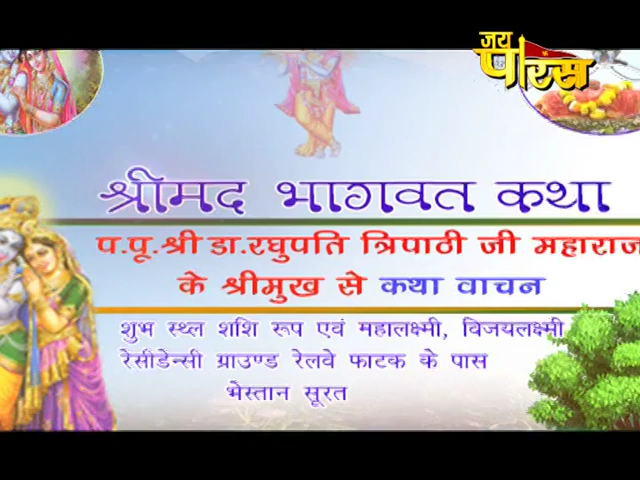 जय
पारस
श्रीमद भागवत कथा
प.पू.श्री डा.रघुपति त्रिपाठी जी महाराज
के श्रीमुख से कथा वाचन
शुभ स्थ्ल शशि रूप एवं महालक्ष्मी, विजयलक्ष्मी
रेसीडेन्सी ग्राउण्ड रेलवे फाटक के पास
भेस्तान सूरत